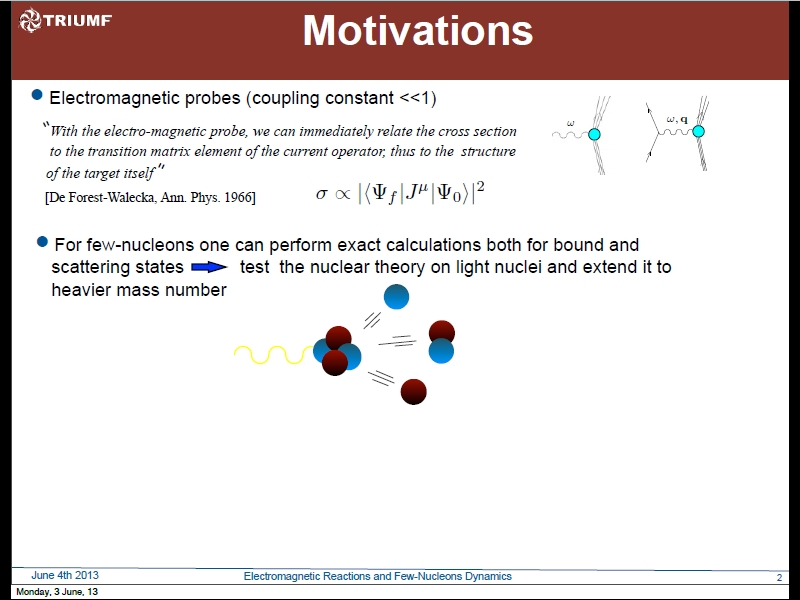 TRIUMF
Motivations
Electromagnetic probes (coupling constant <<1)
“With the electro-magnetic probe, we can immediately relate the cross section
to the transition matrix element of the current operator, thus to the structure
of the target itself”
[De Forest-Walecka, Ann. Phys. 1966]
σ ∝ |⟨Ψ_f|J^μ|Ψ_0⟩|²
ω
ω, q
For few-nucleons one can perform exact calculations both for bound and
scattering states test the nuclear theory on light nuclei and extend it to
heavier mass number
June 4th 2013
Electromagnetic Reactions and Few-Nucleons Dynamics
2
Monday, 3 June, 13